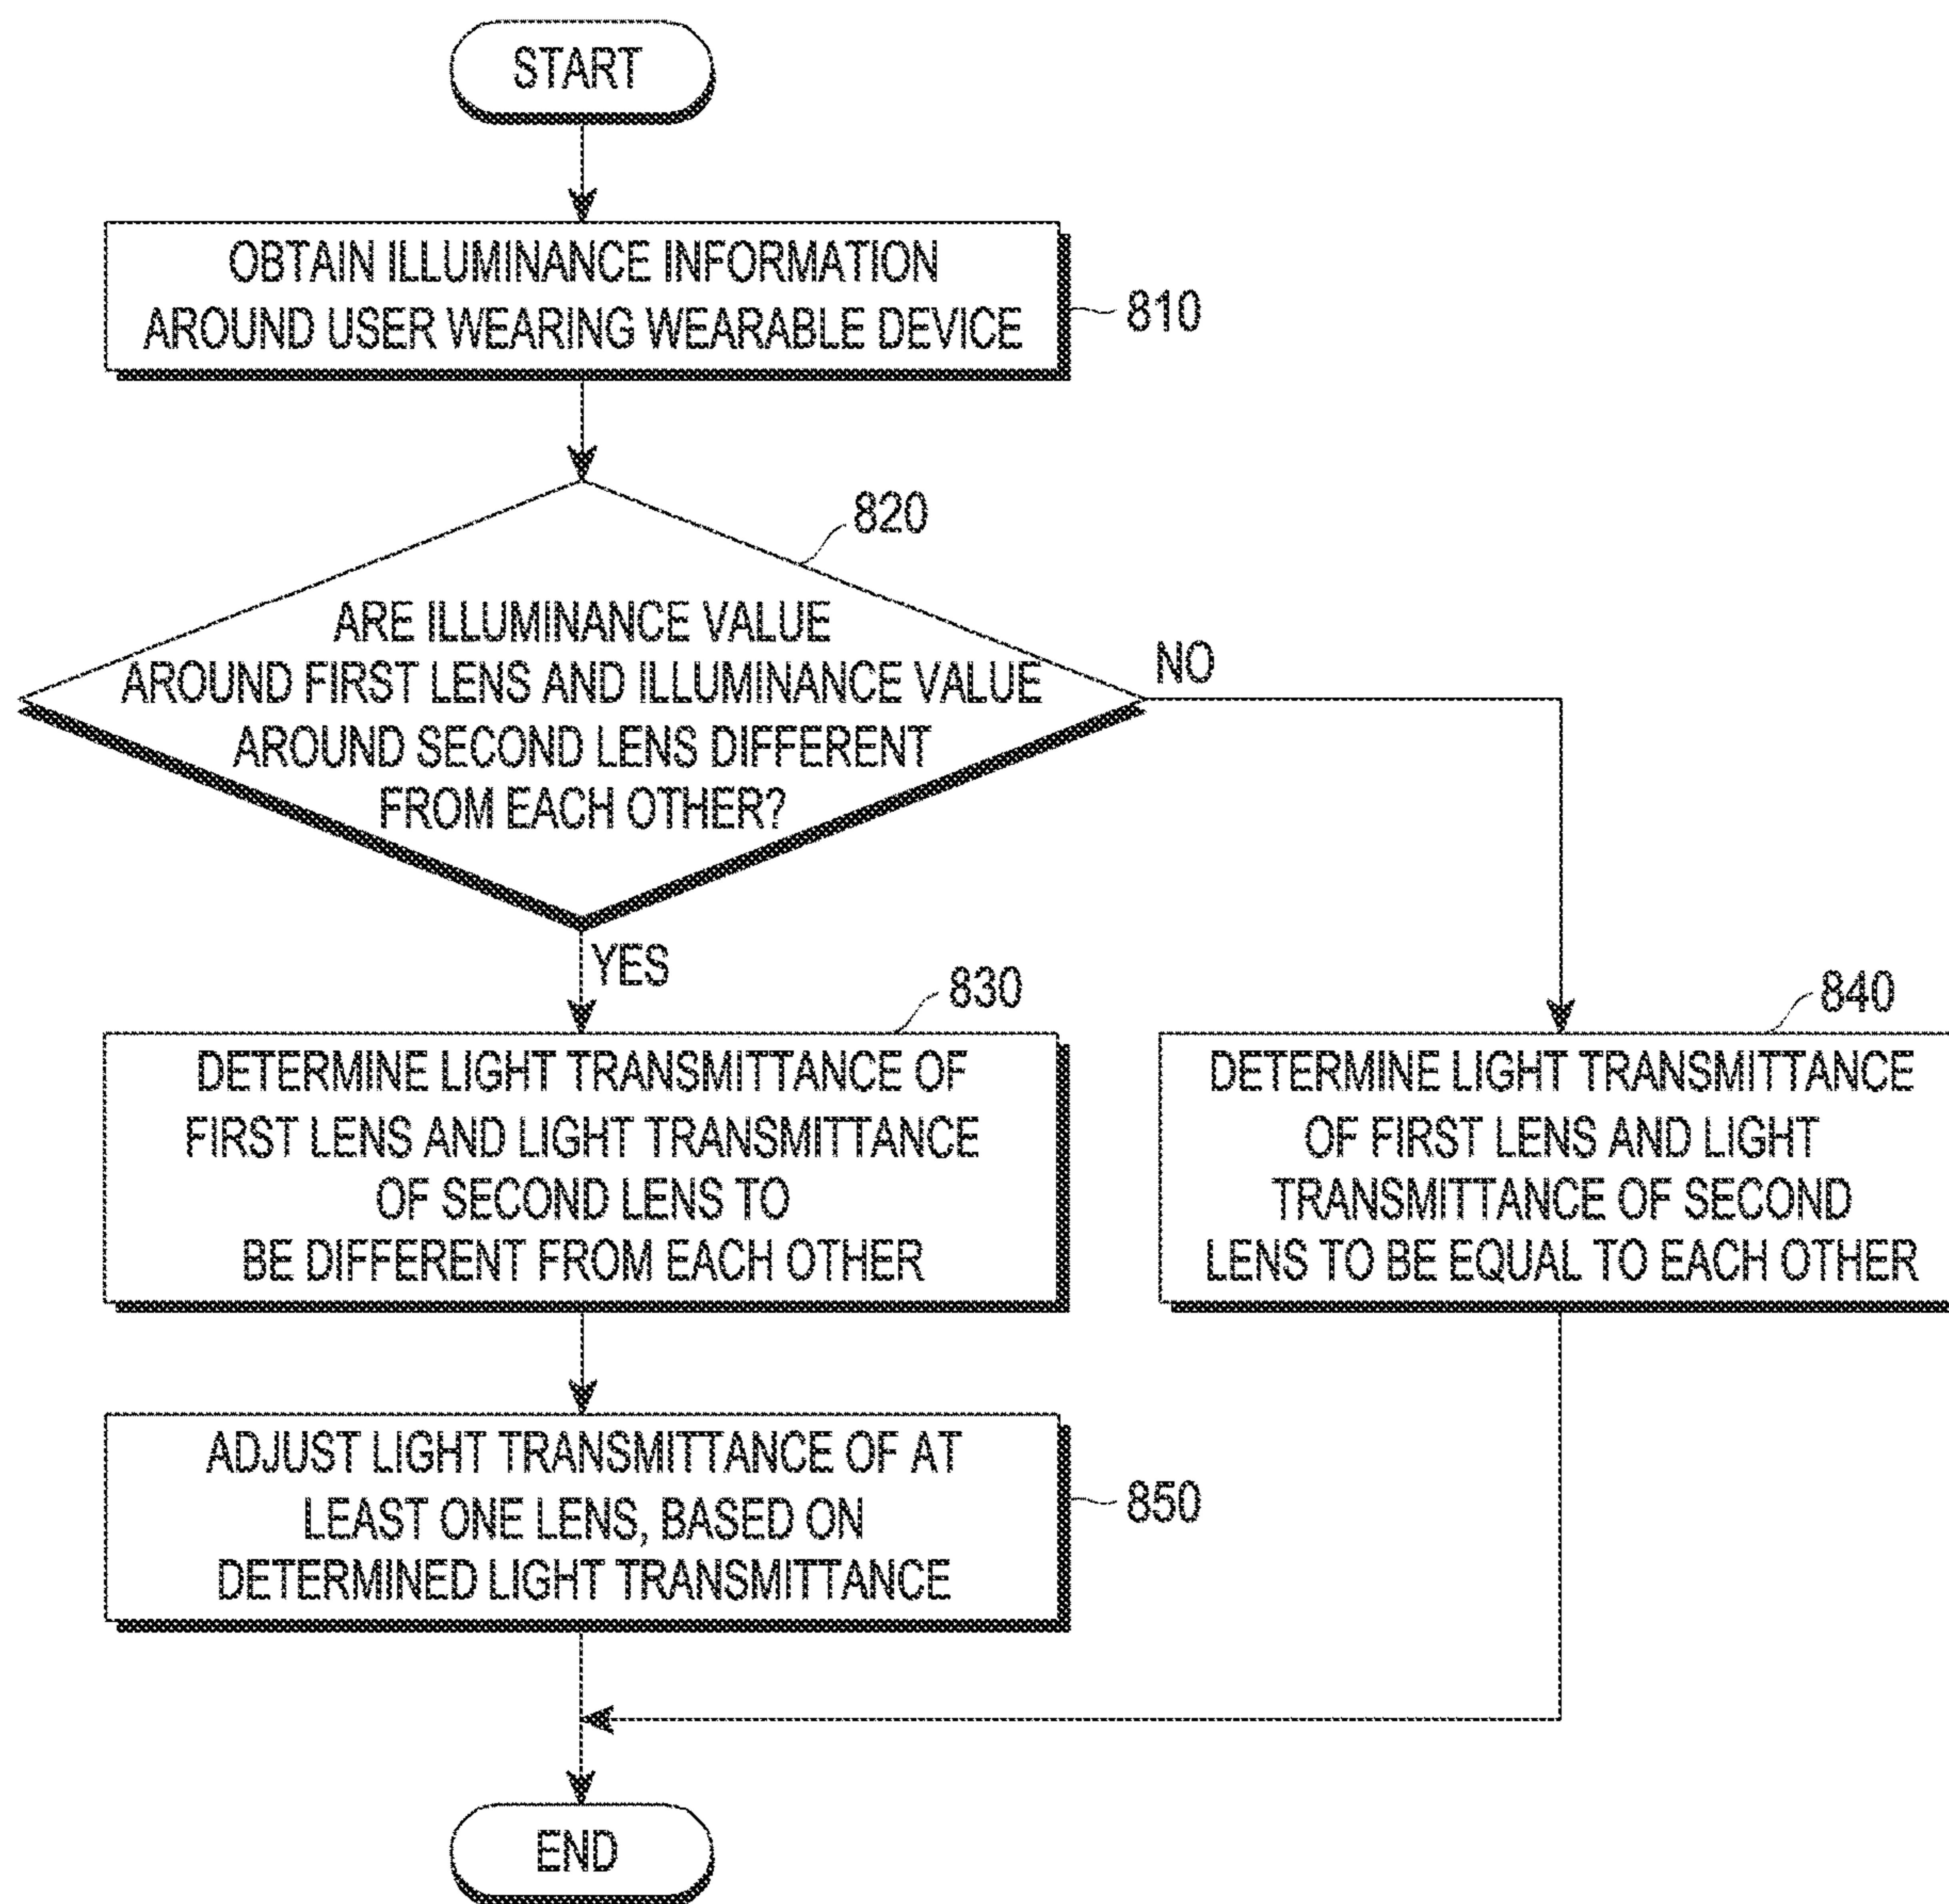 START
OBTAIN ILLUMINANCE INFORMATION
AROUND USER WEARING WEARABLE DEVICE
810
820
ARE ILLUMINANCE VALUE
AROUND FIRST LENS AND ILLUMINANCE VALUE
AROUND SECOND LENS DIFFERENT
FROM EACH OTHER?
NO
YES
830
DETERMINE LIGHT TRANSMITTANCE OF
FIRST LENS AND LIGHT TRANSMITTANCE
OF SECOND LENS TO
BE DIFFERENT FROM EACH OTHER
840
DETERMINE LIGHT TRANSMITTANCE
OF FIRST LENS AND LIGHT
TRANSMITTANCE OF SECOND
LENS TO BE EQUAL TO EACH OTHER
ADJUST LIGHT TRANSMITTANCE OF AT
LEAST ONE LENS, BASED ON
DETERMINED LIGHT TRANSMITTANCE
850
END